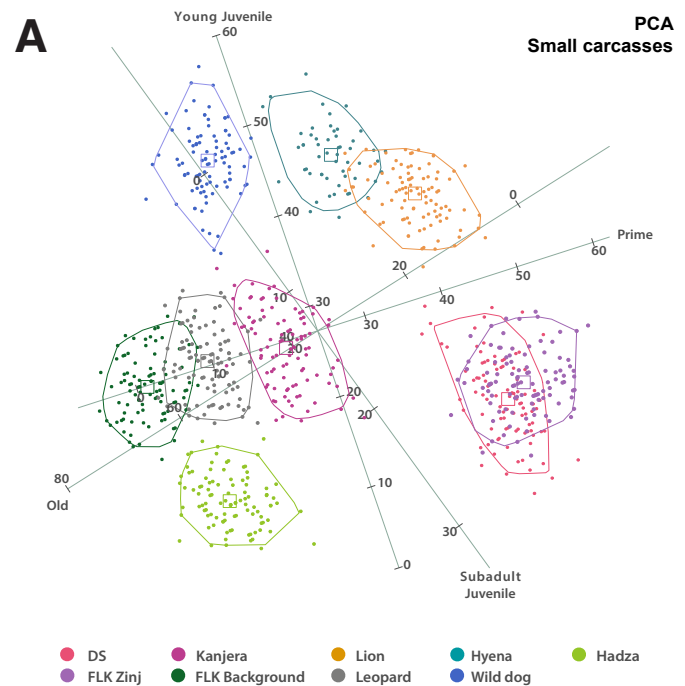 A
PCA
Small carcasses
Young Juvenile
60
50
0
40
0
Prime
60
50
20
40
10
30
30
40
20
10
0
60
20
20
80
Old
10
30
0
Subadult
Juvenile
DS
Kanjera
Lion
Hyena
Hadza
FLK Zinj
FLK Background
Leopard
Wild dog